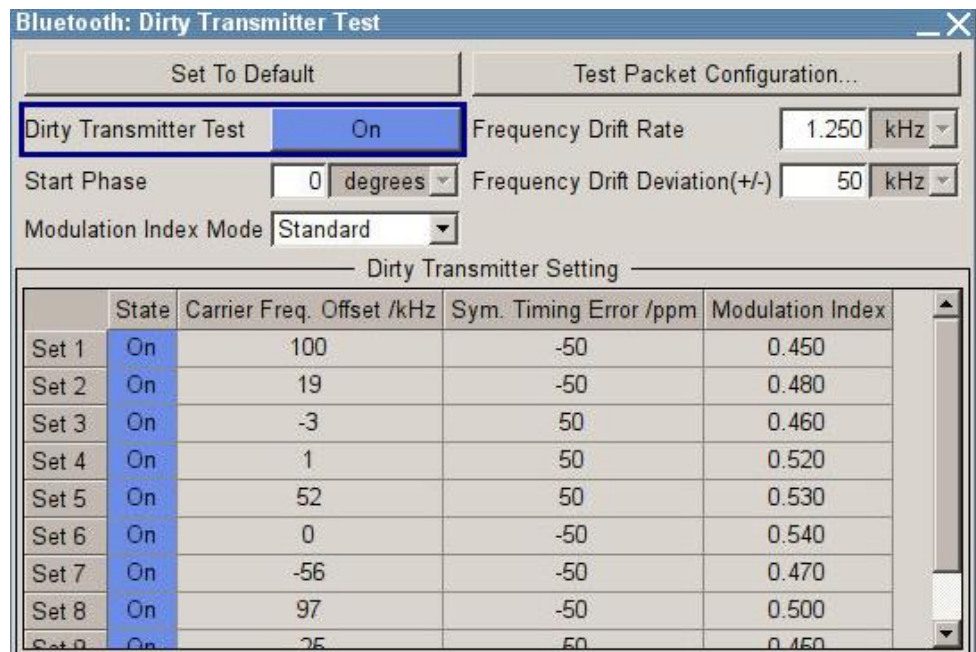 Bluetooth: Dirty Transmitter Test
Set To Default Test Packet Configuration...
Dirty Transmitter Test On Frequency Drift Rate 1.250 kHz
Start Phase 0 degrees Frequency Drift Deviation(+/-) 50 kHz
Modulation Index Mode Standard
Dirty Transmitter Setting
State Carrier Freq. Offset /kHz Sym. Timing Error /ppm Modulation Index
Set 1 On 100 -50 0.450
Set 2 On 19 -50 0.480
Set 3 On -3 50 0.460
Set 4 On 1 50 0.520
Set 5 On 52 50 0.530
Set 6 On 0 -50 0.540
Set 7 On -56 -50 0.470
Set 8 On 97 -50 0.500
Set 9 On